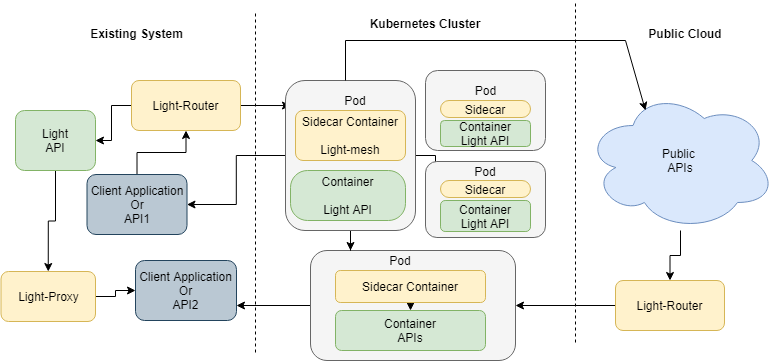 Existing System
Kubernetes Cluster
Public Cloud
Light-Router
Light
API
Client Application
Or
API1
Light-Proxy
Client Application
Or
API2
Pod
Sidecar Container
Light-mesh
Container
Light API
Pod
Sidecar
Container
Light API
Pod
Sidecar
Container
Light API
Pod
Sidecar Container
Container
APIs
Public
APIs
Light-Router